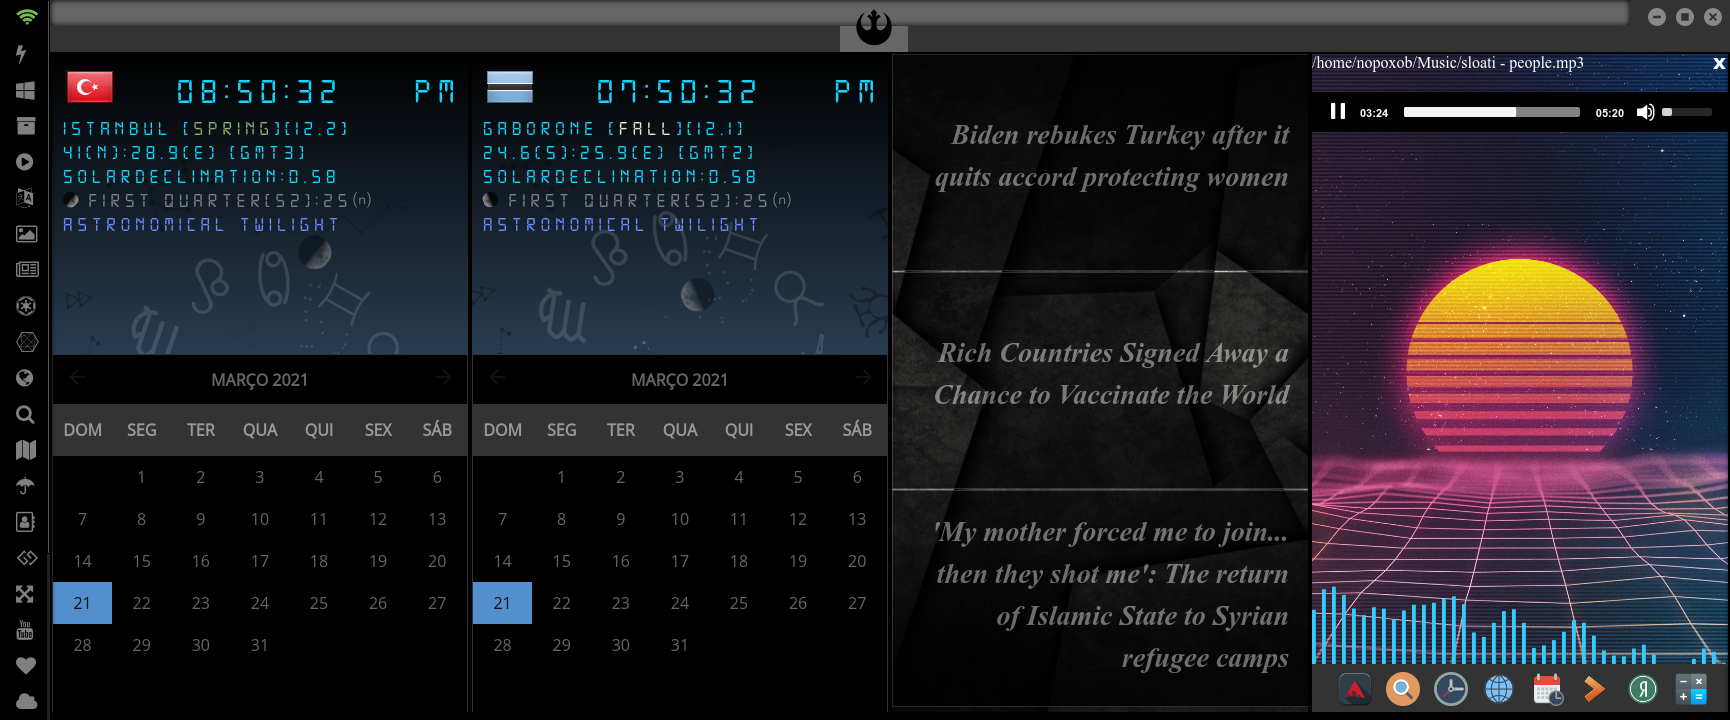 08:50:32 PM
ISTANBUL [SPRING][12.2]
41(N):28.9(E) [GMT3]
SOLARDECLINATION:0.58
FIRST QUARTER[52]:25(n)
ASTRONOMICAL TWILIGHT
MARÇO 2021
DOM SEG TER QUA QUI SEX SÁB
1 2 3 4 5 6
7 8 9 10 11 12 13
14 15 16 17 18 19 20
21 22 23 24 25 26 27
28 29 30 31
07:50:32 PM
GABORONE [FALL][12.1]
24.6(S):25.9(E) [GMT2]
SOLARDECLINATION:0.58
FIRST QUARTER[52]:25(n)
ASTRONOMICAL TWILIGHT
MARÇO 2021
DOM SEG TER QUA QUI SEX SÁB
1 2 3 4 5 6
7 8 9 10 11 12 13
14 15 16 17 18 19 20
21 22 23 24 25 26 27
28 29 30 31
Biden rebukes Turkey after it
quits accord protecting women
Rich Countries Signed Away a
Chance to Vaccinate the World
'My mother forced me to join...
then they shot me': The return
of Islamic State to Syrian
refugee camps
/home/nopoxob/Music/sloati - people.mp3 x
03:24 05:20
You
Tube
Я